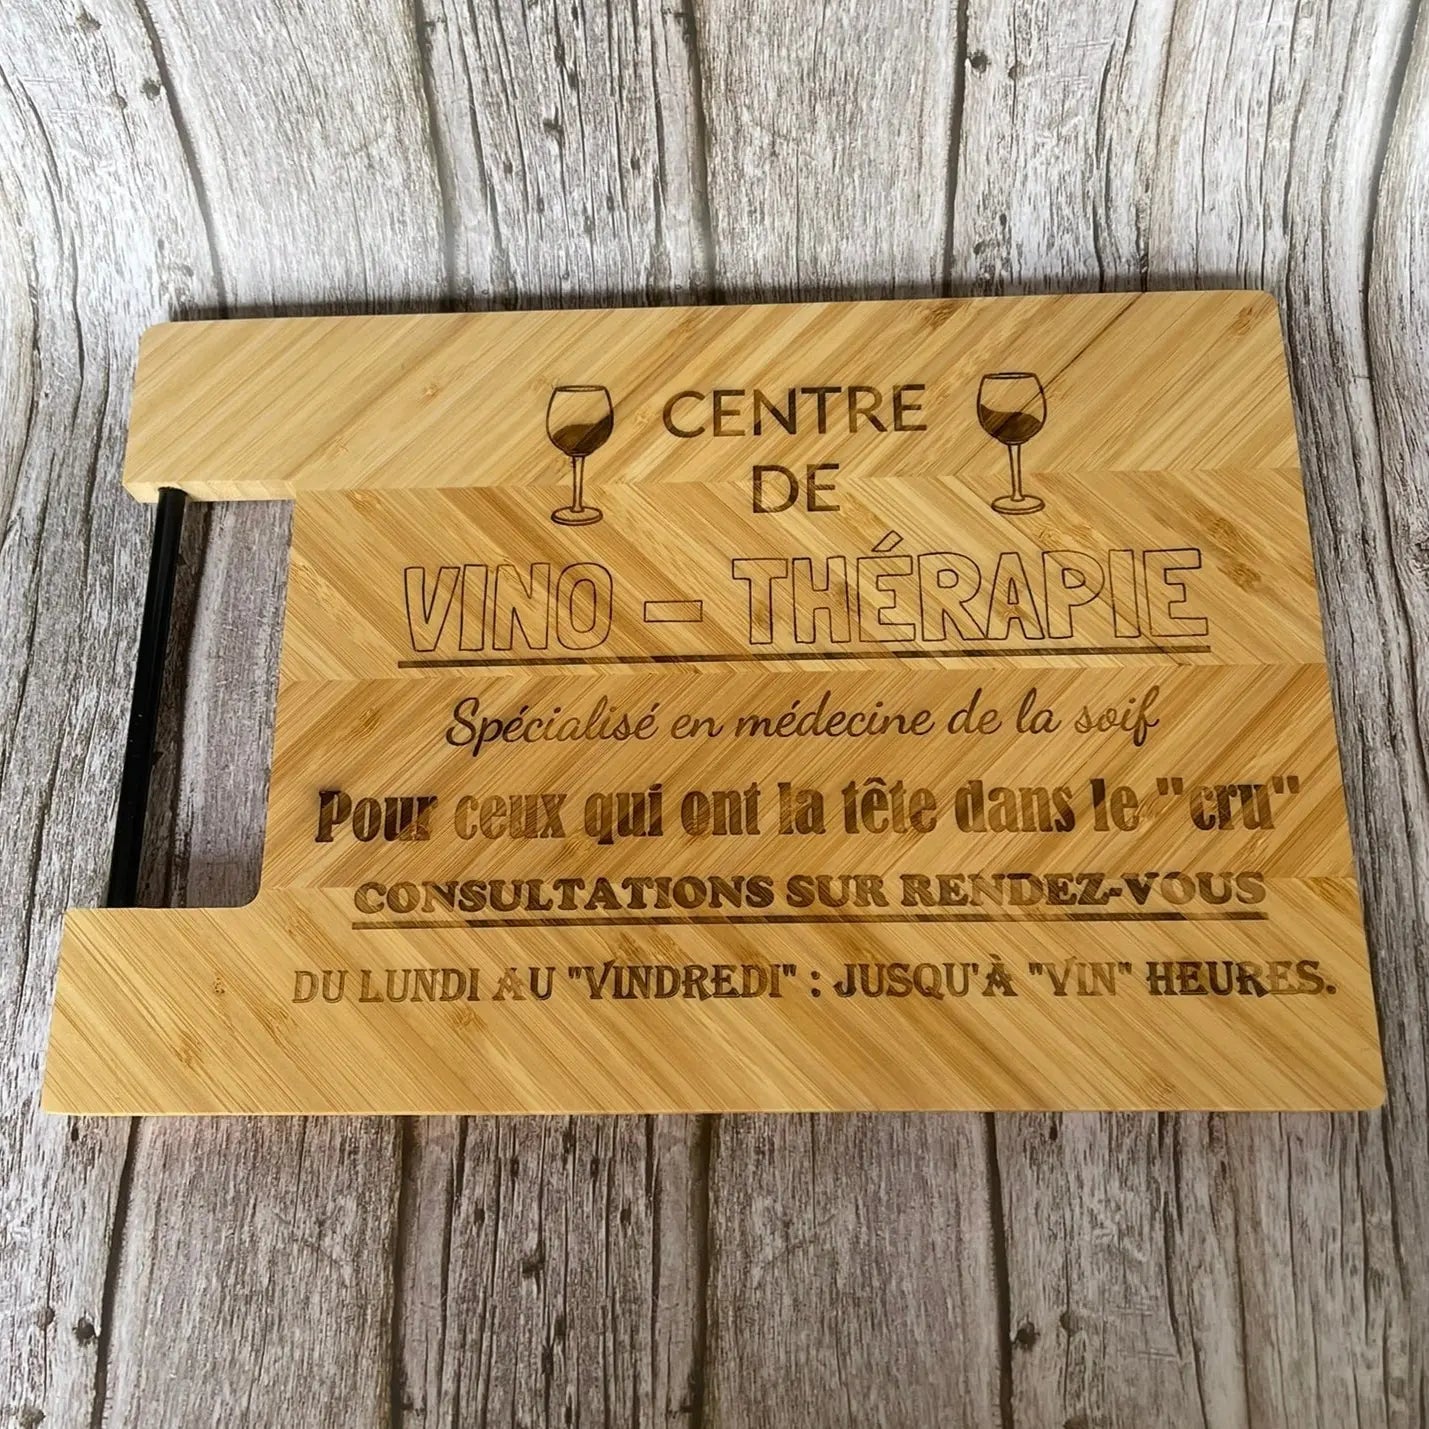 CENTRE
DE
VINO - THÉRAPIE
Spécialisé en médecine de la soif
Pour ceux qui ont la tête dans le "cru"
CONSULTATIONS SUR RENDEZ-VOUS
DU LUNDI AU "VINDREDI" : JUSQU'À "VIN" HEURES.